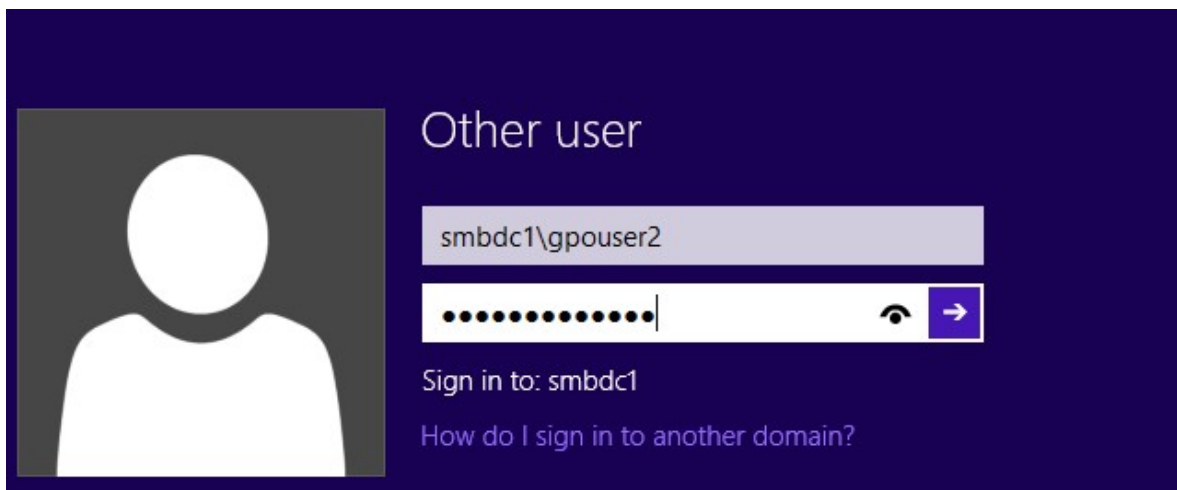 Other user
smbdc1\gpouser2
•••••••••••••
Sign in to: smbdc1
How do I sign in to another domain?